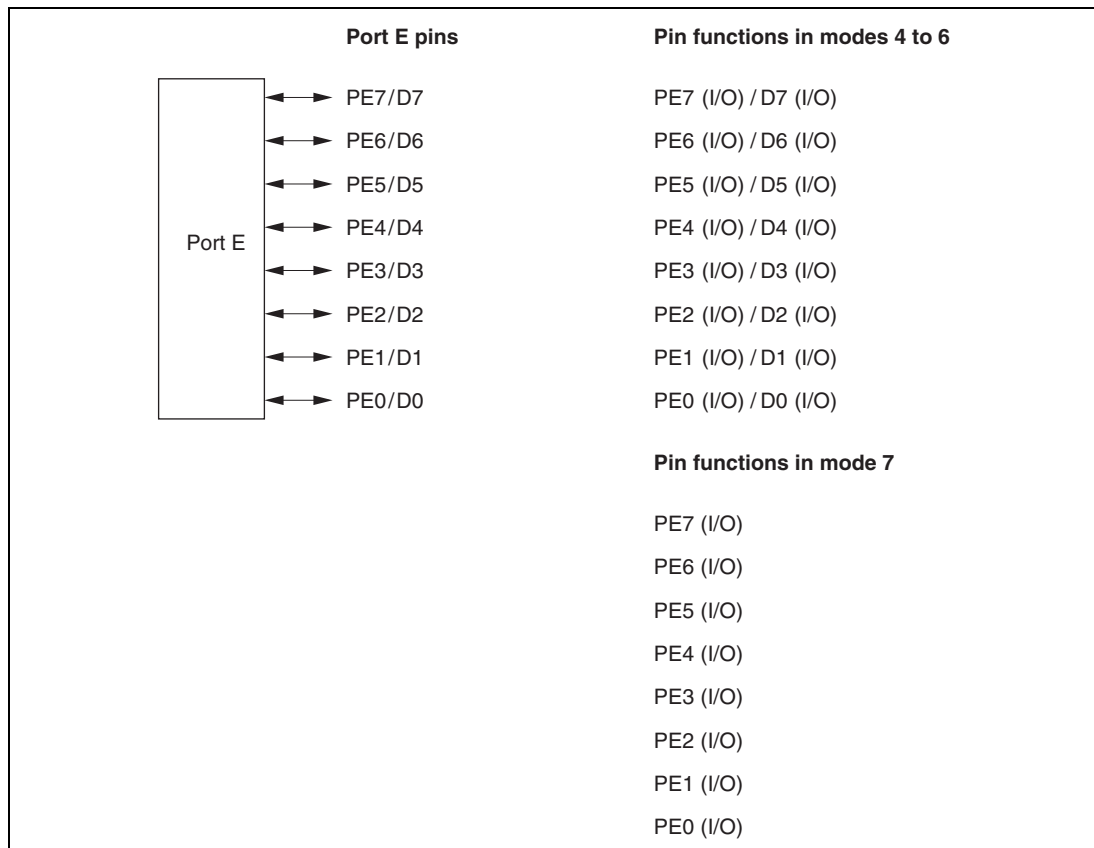 Port E pins Pin functions in modes 4 to 6
PE7/D7 PE7 (I/O) / D7 (I/O)
PE6/D6 PE6 (I/O) / D6 (I/O)
PE5/D5 PE5 (I/O) / D5 (I/O)
PE4/D4 PE4 (I/O) / D4 (I/O)
Port E
PE3/D3 PE3 (I/O) / D3 (I/O)
PE2/D2 PE2 (I/O) / D2 (I/O)
PE1/D1 PE1 (I/O) / D1 (I/O)
PE0/D0 PE0 (I/O) / D0 (I/O)
Pin functions in mode 7
PE7 (I/O)
PE6 (I/O)
PE5 (I/O)
PE4 (I/O)
PE3 (I/O)
PE2 (I/O)
PE1 (I/O)
PE0 (I/O)